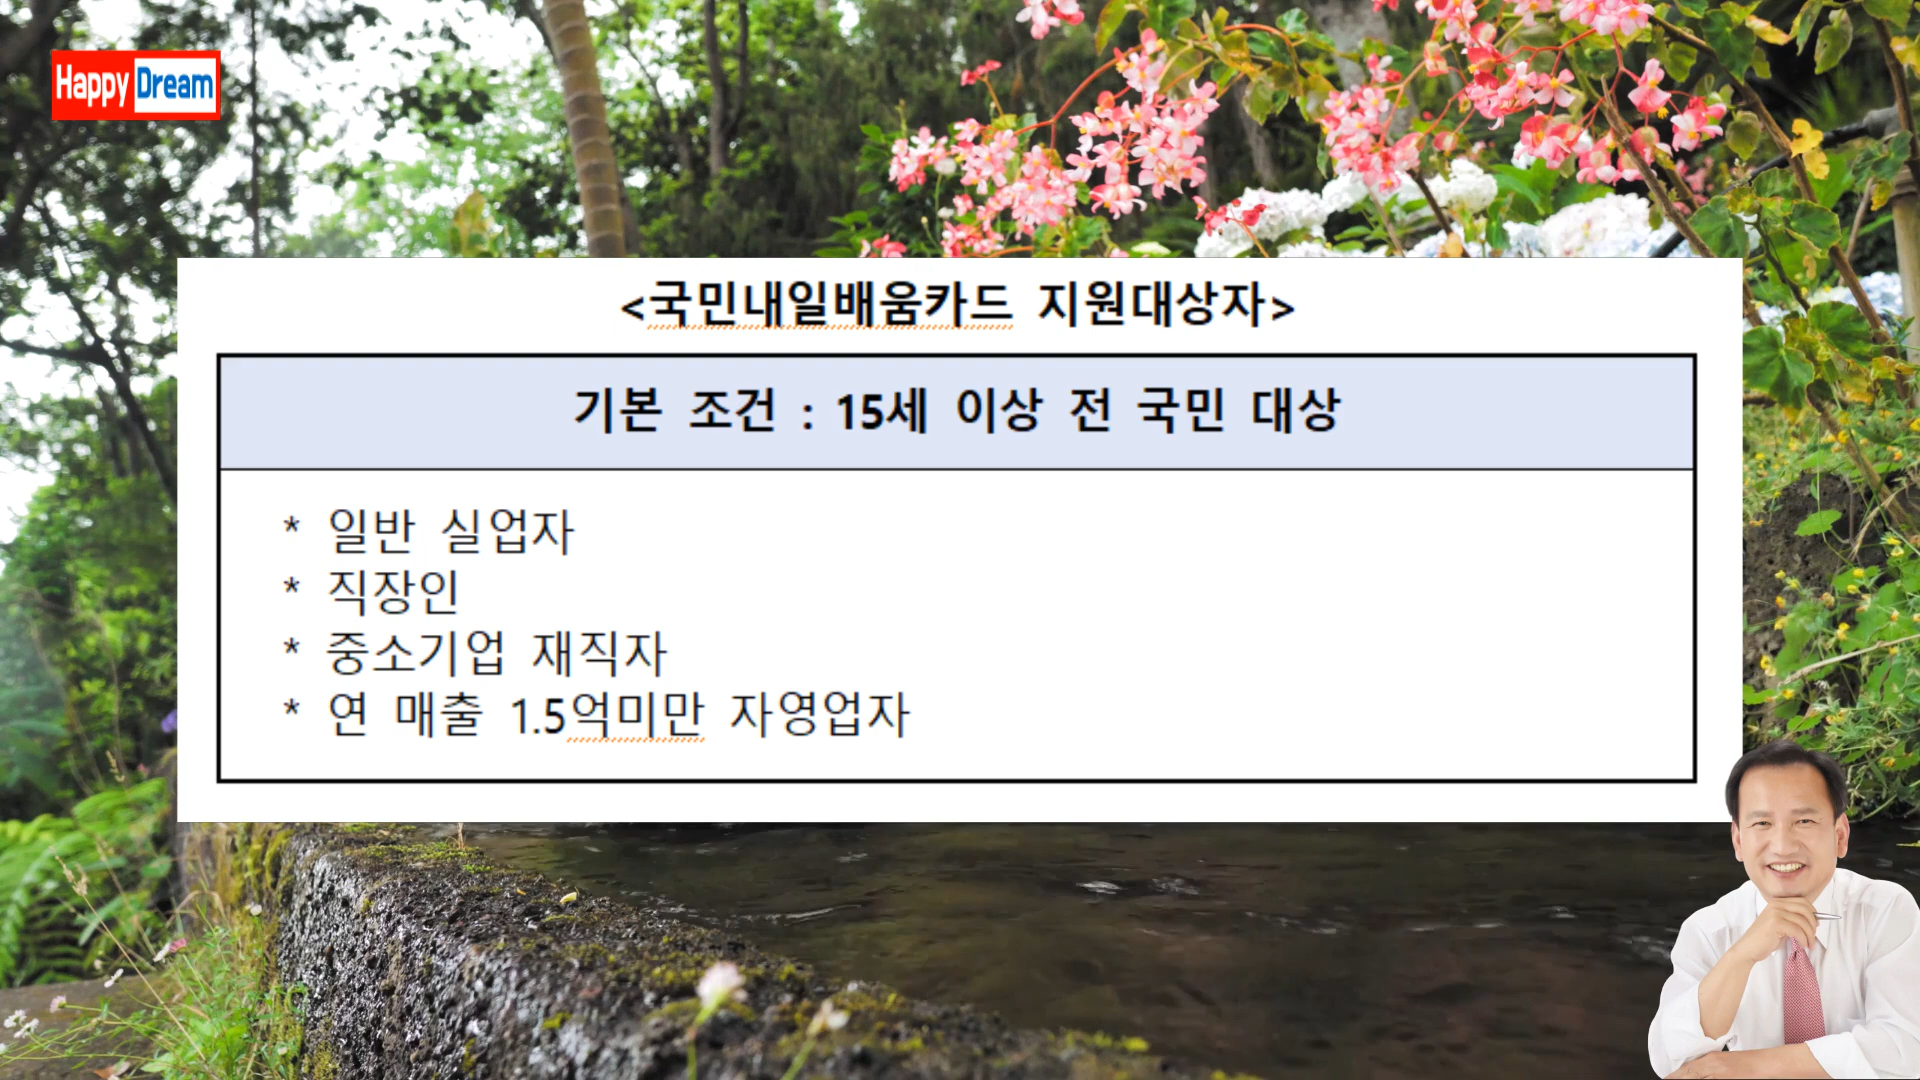 Happy Dream
<국민내일배움카드 지원대상자>
기본 조건 : 15세 이상 전 국민 대상
* 일반 실업자
* 직장인
* 중소기업 재직자
* 연 매출 1.5억미만 자영업자